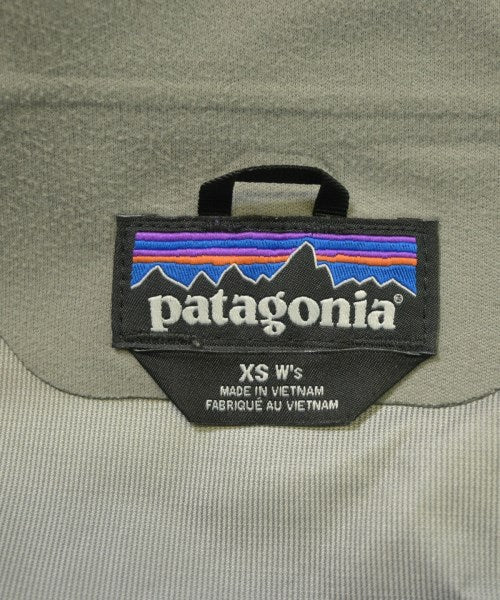 patagonia®
XS W's
MADE IN VIETNAM
FABRIQUÉ AU VIETNAM